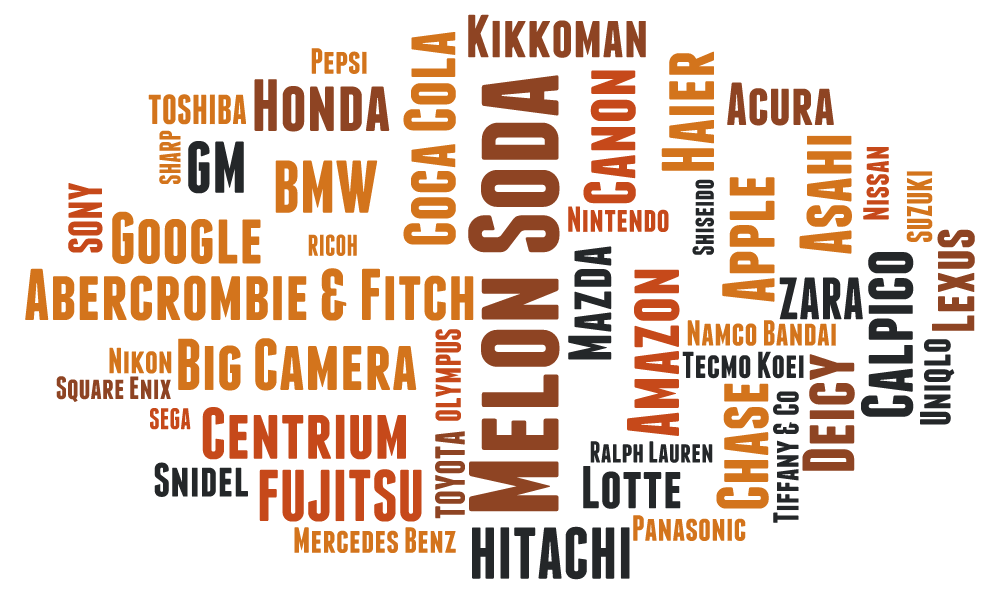 Kikkoman
Pepsi
Coca Cola
Toshiba
Honda
Melon Soda
Canon
Haier
Acura
Sharp
GM
BMW
Asahi
Nissan
Suzuki
Sony
Google
Ricoh
Nintendo
Shiseido
Apple
Abercrombie & Fitch
Mazda
Amazon
Zara
Calpico
Lexus
Namco Bandai
Nikon
Big Camera
Olympus
Tecmo Koei
Uniqlo
Square Enix
Sega
Centrium
Toyota
Ralph Lauren
Chase
Tiffany & Co
Deicy
Snidel
Fujitsu
Lotte
Mercedes Benz
Hitachi
Panasonic